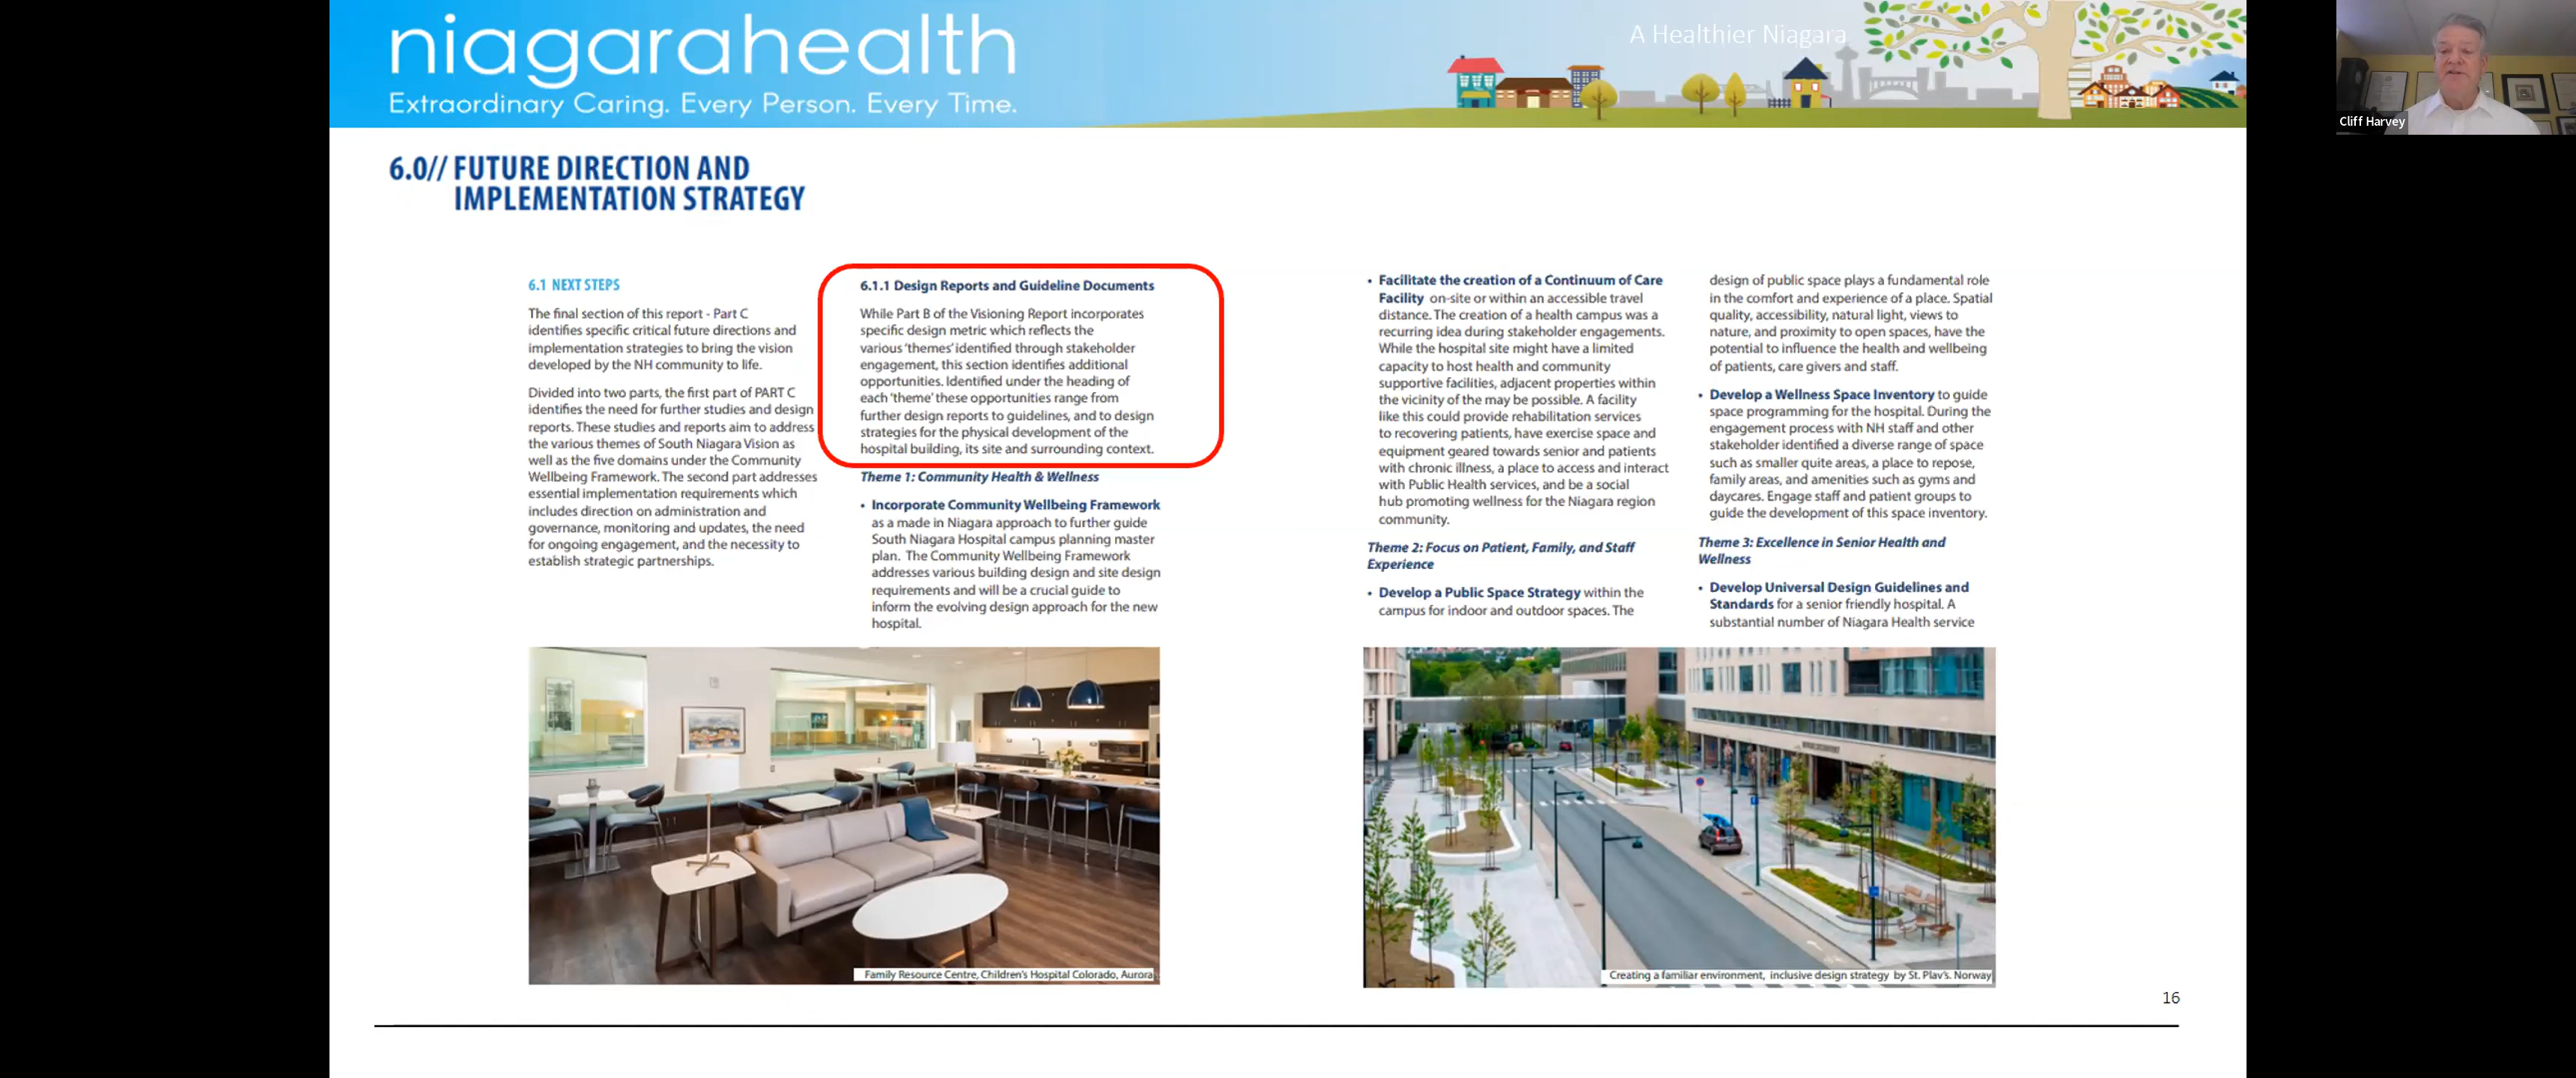 niagarahealth
Extraordinary Caring. Every Person. Every Time.
A Healthier Niagara
Cliff Harvey
6.0// FUTURE DIRECTION AND
IMPLEMENTATION STRATEGY
6.1 NEXT STEPS
The final section of this report - Part C
identifies specific critical future directions and
implementation strategies to bring the vision
developed by the NH community to life.
Divided into two parts, the first part of PART C
identifies the need for further studies and design
reports. These studies and reports aim to address
the various themes of South Niagara Vision as
well as the five domains under the Community
Wellbeing Framework. The second part addresses
essential implementation requirements which
includes direction on administration and
governance, monitoring and updates, the need
for ongoing engagement, and the necessity to
establish strategic partnerships.
6.1.1 Design Reports and Guideline Documents
While Part B of the Visioning Report incorporates
specific design metric which reflects the
various 'themes' identified through stakeholder
engagement, this section identifies additional
opportunities. Identified under the heading of
each 'theme' these opportunities range from
further design reports to guidelines, and to design
strategies for the physical development of the
hospital building, its site and surrounding context.
Theme 1: Community Health & Wellness
• Incorporate Community Wellbeing Framework
as a made in Niagara approach to further guide
South Niagara Hospital campus planning master
plan. The Community Wellbeing Framework
addresses various building design and site design
requirements and will be a crucial guide to
inform the evolving design approach for the new
hospital.
• Facilitate the creation of a Continuum of Care
Facility on-site or within an accessible travel
distance. The creation of a health campus was a
recurring idea during stakeholder engagements.
While the hospital site might have a limited
capacity to host health and community
supportive facilities, adjacent properties within
the vicinity of the may be possible. A facility
like this could provide rehabilitation services
to recovering patients, have exercise space and
equipment geared towards senior and patients
with chronic illness, a place to access and interact
with Public Health services, and be a social
hub promoting wellness for the Niagara region
community.
Theme 2: Focus on Patient, Family, and Staff
Experience
• Develop a Public Space Strategy within the
campus for indoor and outdoor spaces. The
design of public space plays a fundamental role
in the comfort and experience of a place. Spatial
quality, accessibility, natural light, views to
nature, and proximity to open spaces, have the
potential to influence the health and wellbeing
of patients, care givers and staff.
• Develop a Wellness Space Inventory to guide
space programming for the hospital. During the
engagement process with NH staff and other
stakeholder identified a diverse range of space
such as smaller quite areas, a place to repose,
family areas, and amenities such as gyms and
daycares. Engage staff and patient groups to
guide the development of this space inventory.
Theme 3: Excellence in Senior Health and
Wellness
• Develop Universal Design Guidelines and
Standards for a senior friendly hospital. A
substantial number of Niagara Health service
Family Resource Centre, Children's Hospital Colorado, Aurora
Creating a familiar environment, inclusive design strategy by St. Plav's. Norway
16